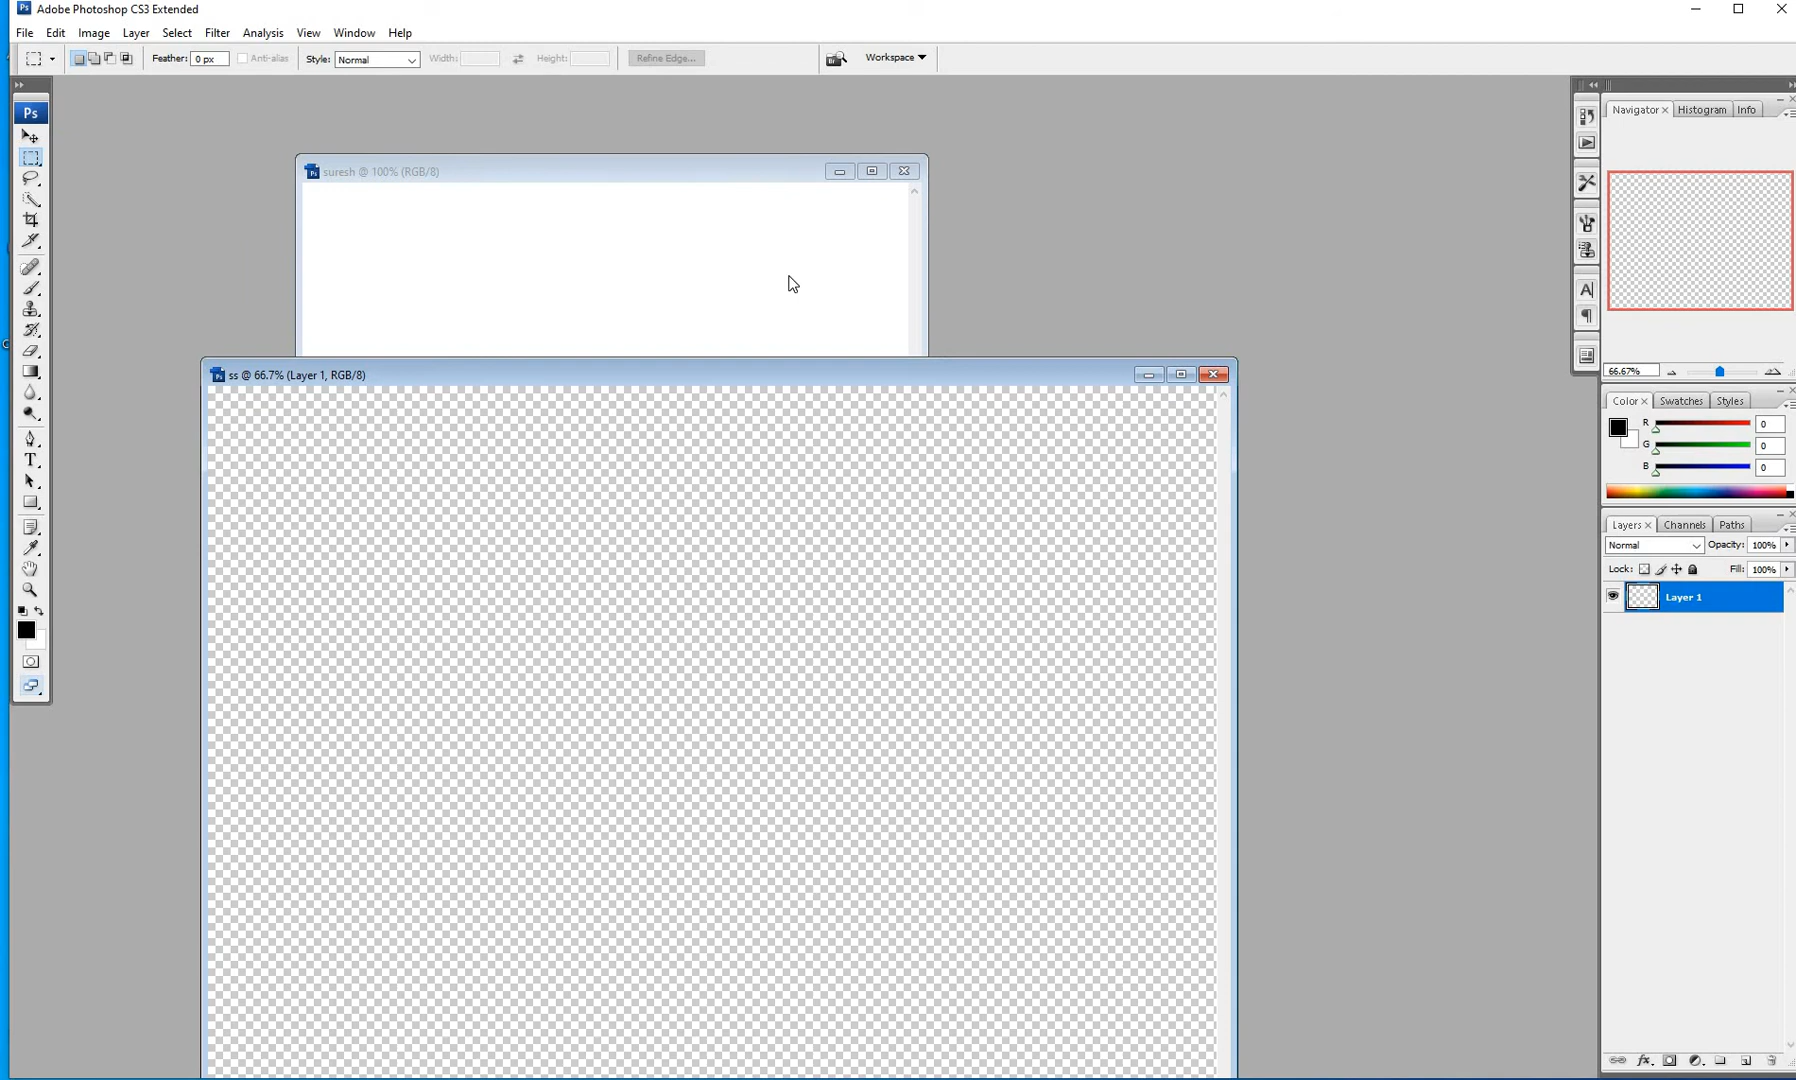 Ps Adobe Photoshop CS3 Extended
File Edit Image Layer Select Filter Analysis View Window Help
Feather: 0 px Anti-alias Style: Normal Width: Height: Refine Edge... Workspace
Ps
Navigator Histogram Info
suresh @ 100% (RGB/8)
ss @ 66.7% (Layer 1, RGB/8)
66.67%
Color Swatches Styles
R 0
G 0
B 0
Layers Channels Paths
Normal Opacity: 100%
Lock: Fill: 100%
Layer 1